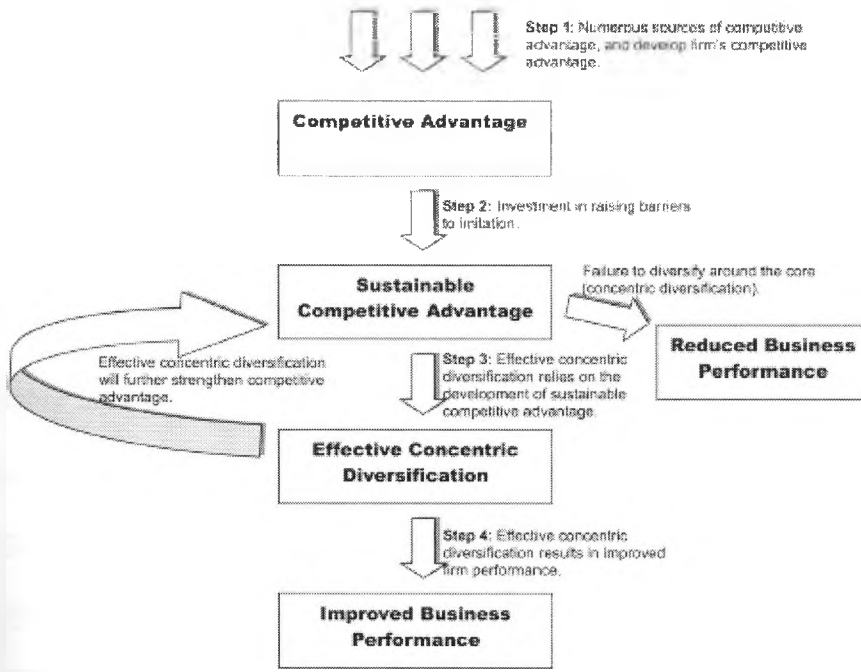 Step 1: Numerous sources of competitive
advantage, and develop firm's competitive
advantage.
Competitive Advantage
Step 2: Investment in raising barriers
to imitation.
Sustainable
Competitive Advantage
Failure to diversify around the core
(concentric diversification).
Reduced Business
Performance
Effective concentric diversification
will further strengthen competitive
advantage.
Step 3: Effective concentric
diversification relies on the
development of sustainable
competitive advantage.
Effective Concentric
Diversification
Step 4: Effective concentric
diversification results in improved
firm performance.
Improved Business
Performance